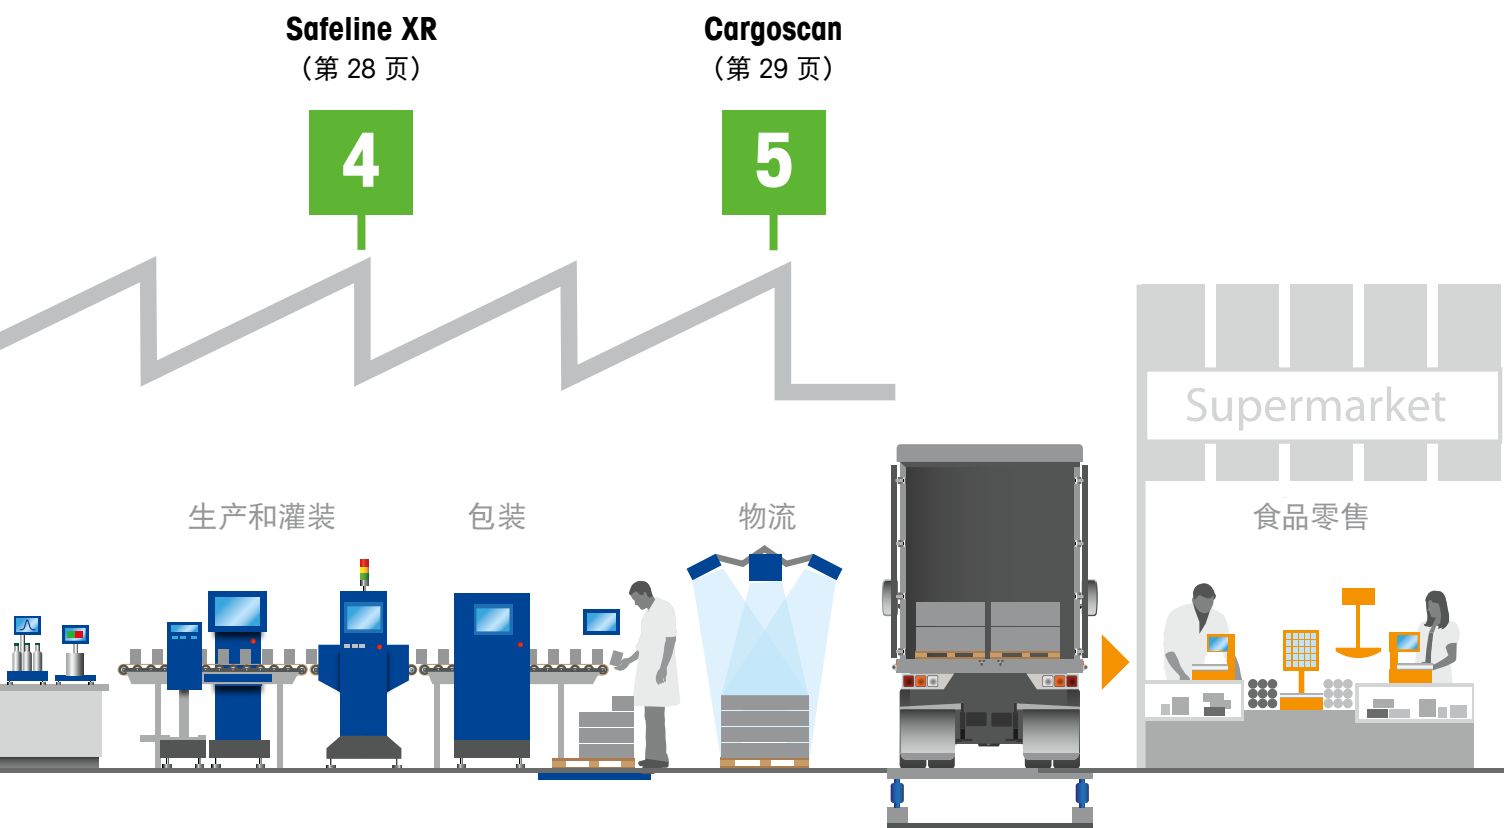 Safeline XR
（第 28 页）
Cargoscan
（第 29 页）
4
5
Supermarket
生产和灌装
包装
物流
食品零售